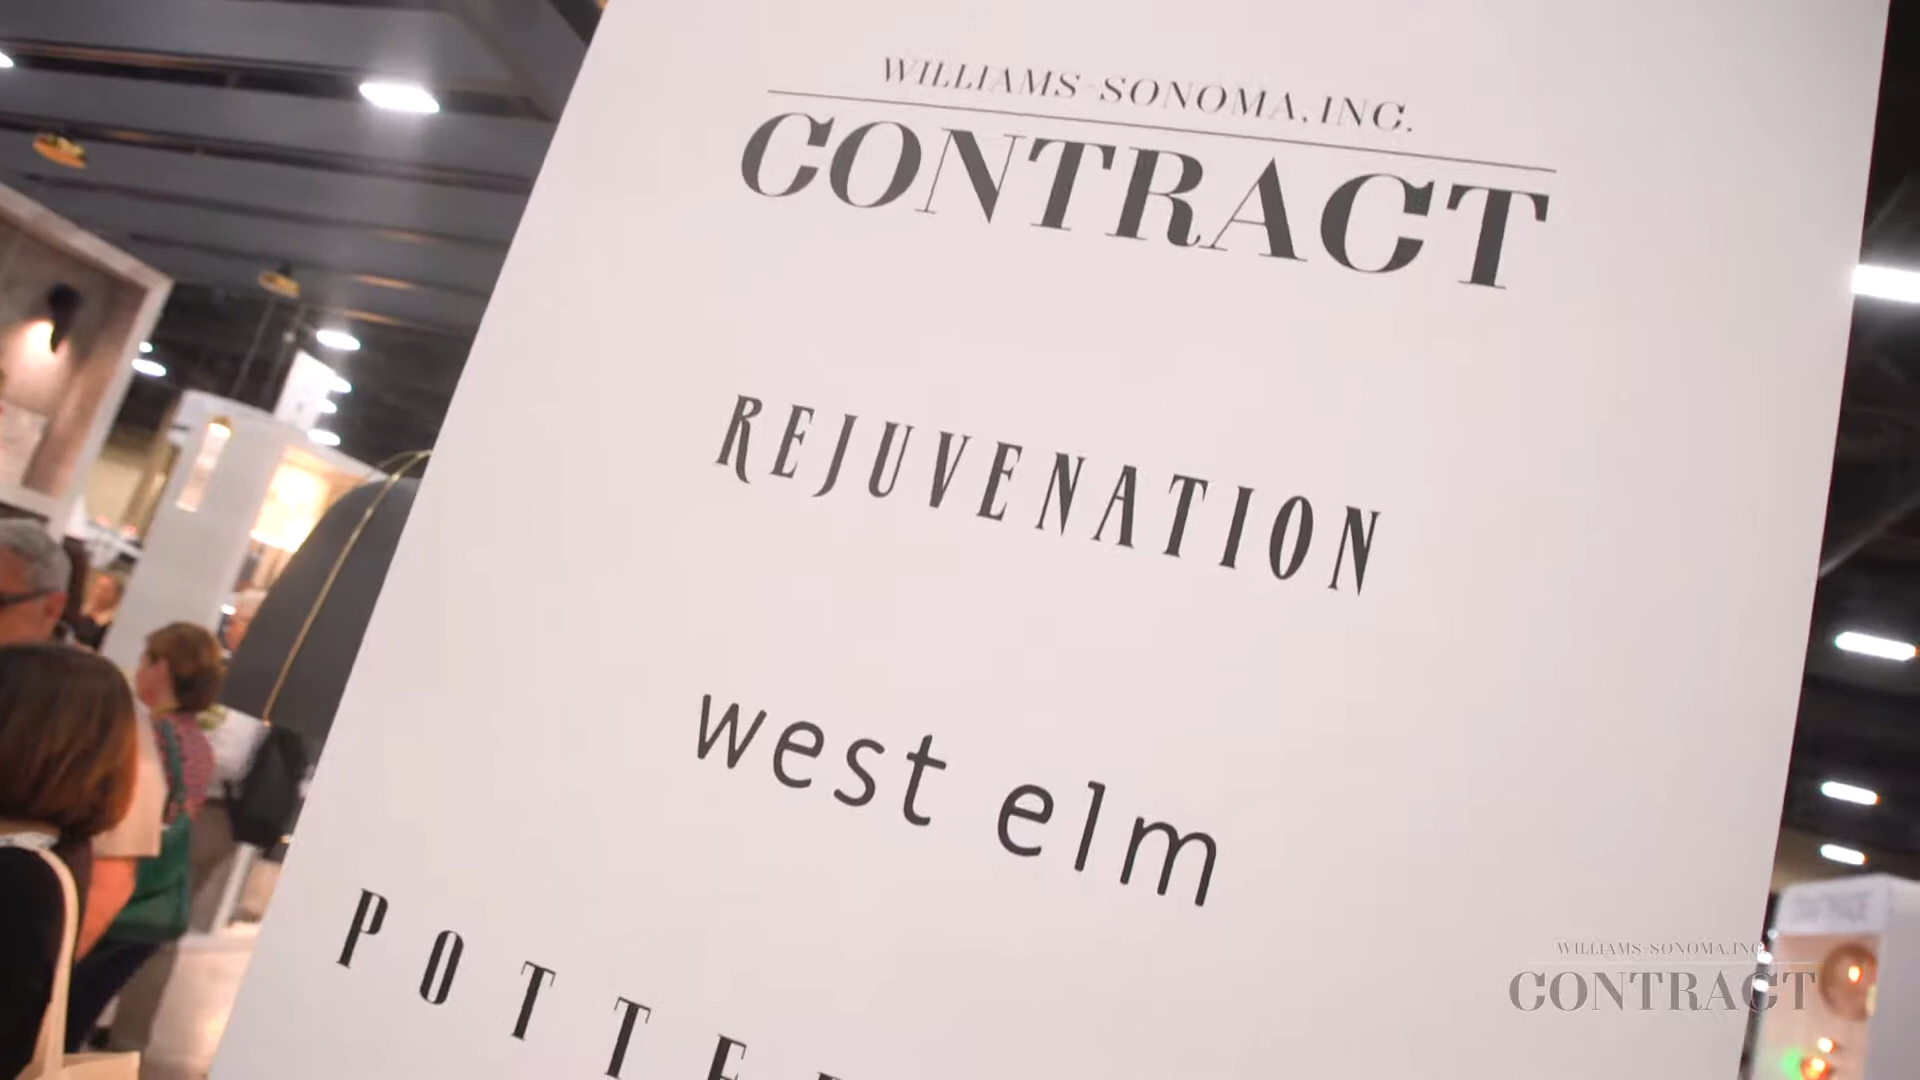 WILLIAMS-SONOMA, INC.
CONTRACT
REJUVENATION
west elm
POTTE
WILLIAMS-SONOMA, INC.
CONTRACT